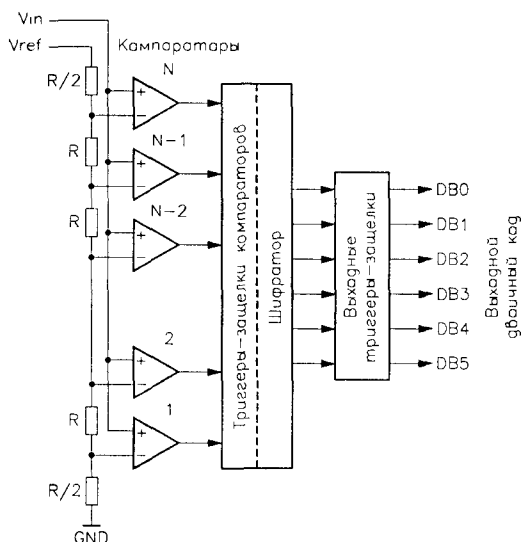 Vin
Vref
Кампаратары
R/2
N
R
N-1
R
N-2
2
R
1
R/2
GND
Триггеры-защелки компараторов
Шифратор
Выходные
триггеры-защелки
DB0
DB1
DB2
DB3
DB4
DB5
Выходной
двоичный код